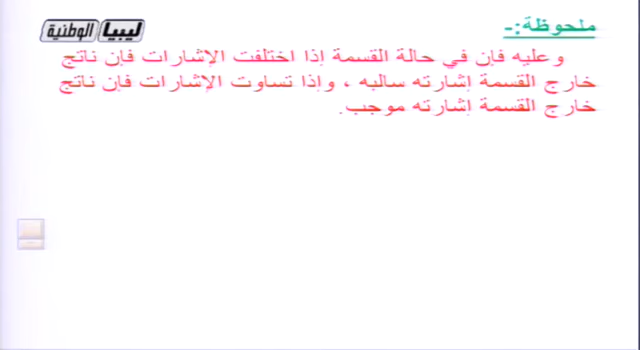 ملحوظة:-
ليبيا الوطنية
وعليه فإن في حالة القسمة إذا اختلفت الإشارات فإن ناتج
خارج القسمة إشارته سالبه ، وإذا تساوت الإشارات فإن ناتج
خارج القسمة إشارته موجب.